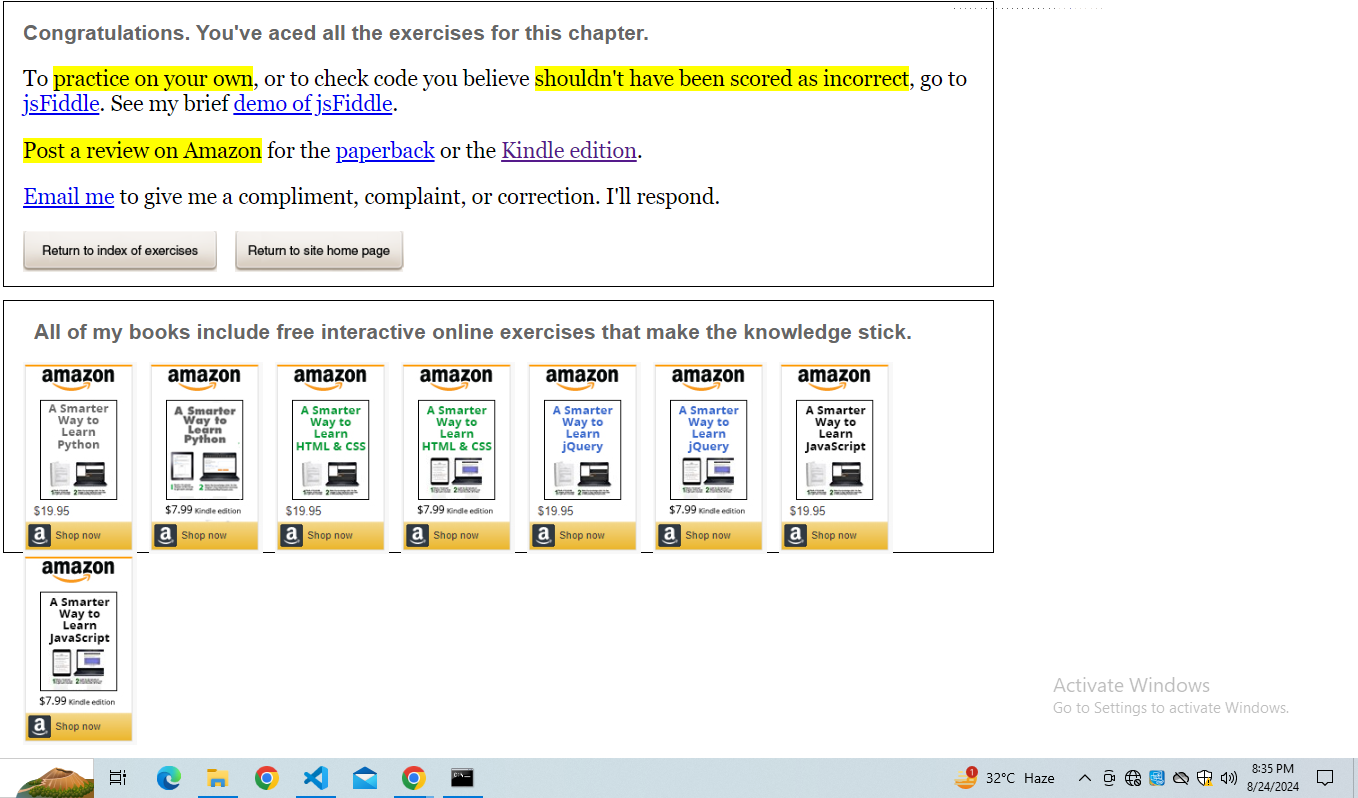 Congratulations. You've aced all the exercises for this chapter.
To practice on your own, or to check code you believe shouldn't have been scored as incorrect, go to
jsFiddle. See my brief demo of jsFiddle.
Post a review on Amazon for the paperback or the Kindle edition.
Email me to give me a compliment, complaint, or correction. I'll respond.
Return to index of exercises Return to site home page
All of my books include free interactive online exercises that make the knowledge stick.
amazon amazon amazon amazon amazon amazon amazon
A Smarter A Smarter A Smarter A Smarter A Smarter A Smarter A Smarter
Way to Way to Way to Way to Way to Way to Way to
Learn Learn Learn Learn Learn Learn Learn
Python Python HTML & CSS HTML & CSS jQuery jQuery JavaScript
$19.95 $7.99 Kindle edition $19.95 $7.99 Kindle edition $19.95 $7.99 Kindle edition $19.95
a Shop now a Shop now a Shop now a Shop now a Shop now a Shop now a Shop now
amazon
A Smarter
Way to
Learn
JavaScript
$7.99 Kindle edition
a Shop now
Activate Windows
Go to Settings to activate Windows.
1 32°C Haze 8:35 PM
8/24/2024